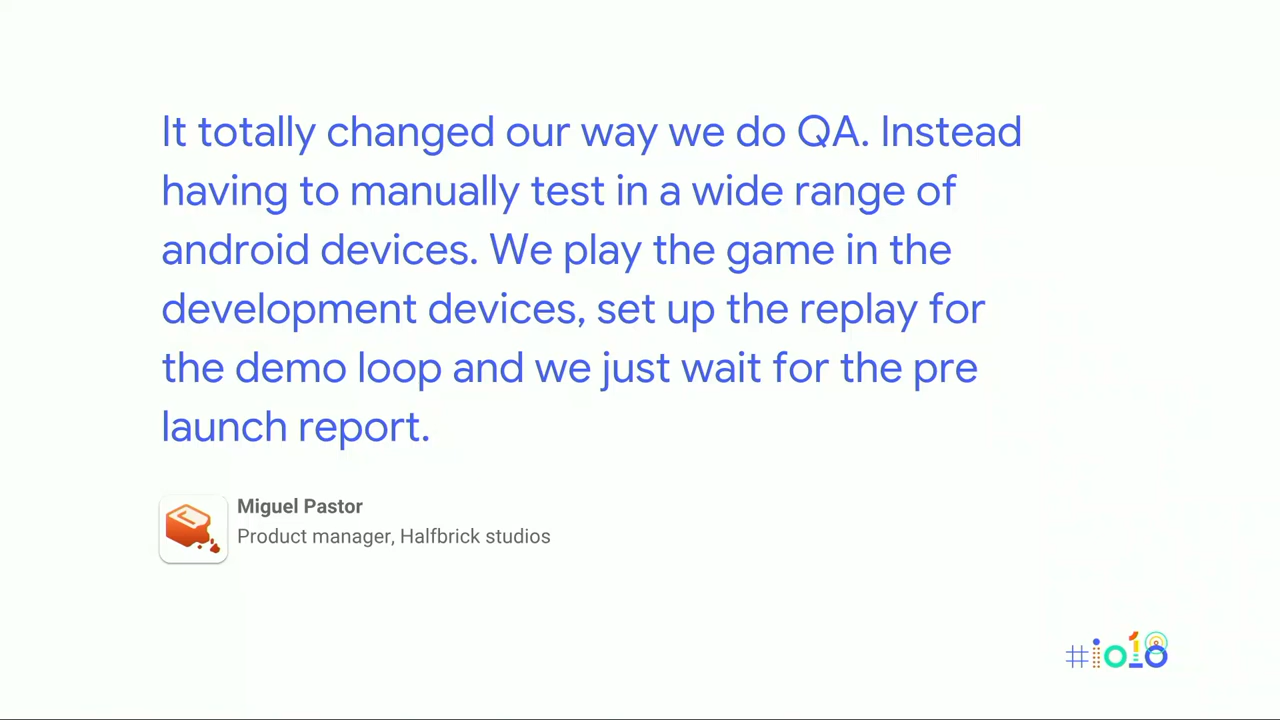 It totally changed our way we do QA. Instead
having to manually test in a wide range of
android devices. We play the game in the
development devices, set up the replay for
the demo loop and we just wait for the pre
launch report.
Miguel Pastor
Product manager, Halfbrick studios
#io18